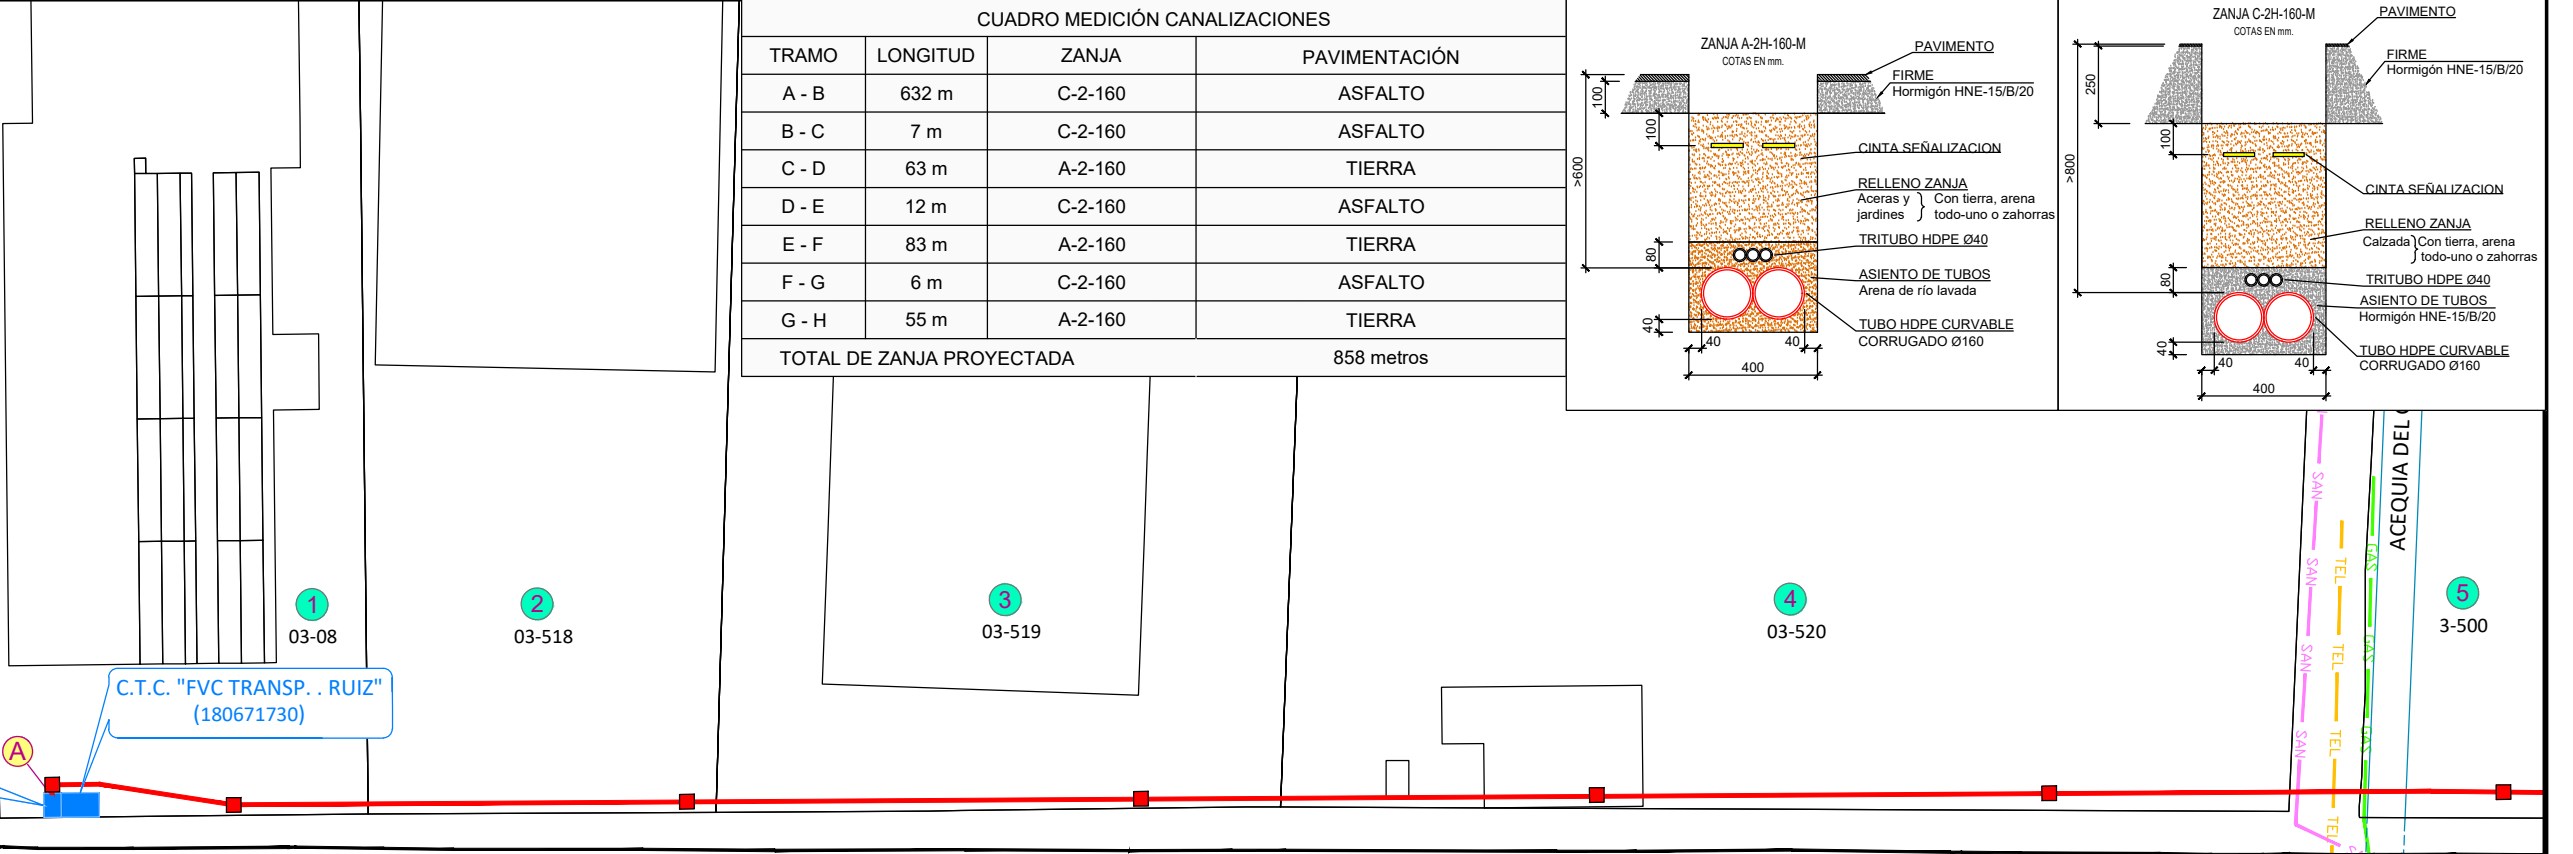 CUADRO MEDICIÓN CANALIZACIONES
TRAMO LONGITUD ZANJA PAVIMENTACIÓN
A - B 632 m C-2-160 ASFALTO
B - C 7 m C-2-160 ASFALTO
C - D 63 m A-2-160 TIERRA
D - E 12 m C-2-160 ASFALTO
E - F 83 m A-2-160 TIERRA
F - G 6 m C-2-160 ASFALTO
G - H 55 m A-2-160 TIERRA
TOTAL DE ZANJA PROYECTADA 858 metros
ZANJA A-2H-160-M
COTAS EN mm.
PAVIMENTO
FIRME
Hormigón HNE-15/B/20
CINTA SEÑALIZACION
RELLENO ZANJA
Aceras y jardines } Con tierra, arena
todo-uno o zahorras
TRITUBO HDPE Ø40
ASIENTO DE TUBOS
Arena de río lavada
TUBO HDPE CURVABLE
CORRUGADO Ø160
100
100
>600
80
40
40 40
400
ZANJA C-2H-160-M
COTAS EN mm.
PAVIMENTO
FIRME
Hormigón HNE-15/B/20
CINTA SEÑALIZACION
RELLENO ZANJA
Calzada } Con tierra, arena
todo-uno o zahorras
TRITUBO HDPE Ø40
ASIENTO DE TUBOS
Hormigón HNE-15/B/20
TUBO HDPE CURVABLE
CORRUGADO Ø160
250
100
>800
80
40
40 40
400
1
03-08
2
03-518
3
03-519
4
03-520
5
3-500
C.T.C. "FVC TRANSP. . RUIZ"
(180671730)
A
SAN
SAN
SAN
SAN
TEL
TEL
TEL
TEL
GAS
GAS
GAS
ACEQUIA DEL